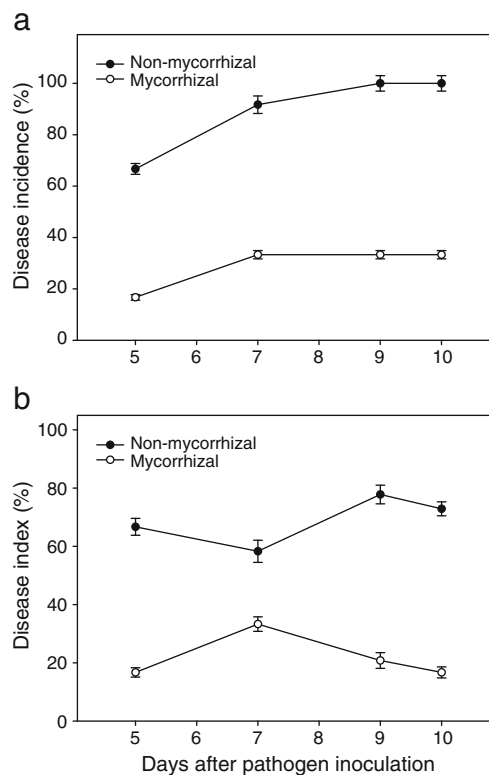 a
Disease incidence (%)
100
80
60
40
20
0
Non-mycorrhizal
Mycorrhizal
5 6 7 8 9 10
b
Disease index (%)
100
80
60
40
20
0
Non-mycorrhizal
Mycorrhizal
5 6 7 8 9 10
Days after pathogen inoculation